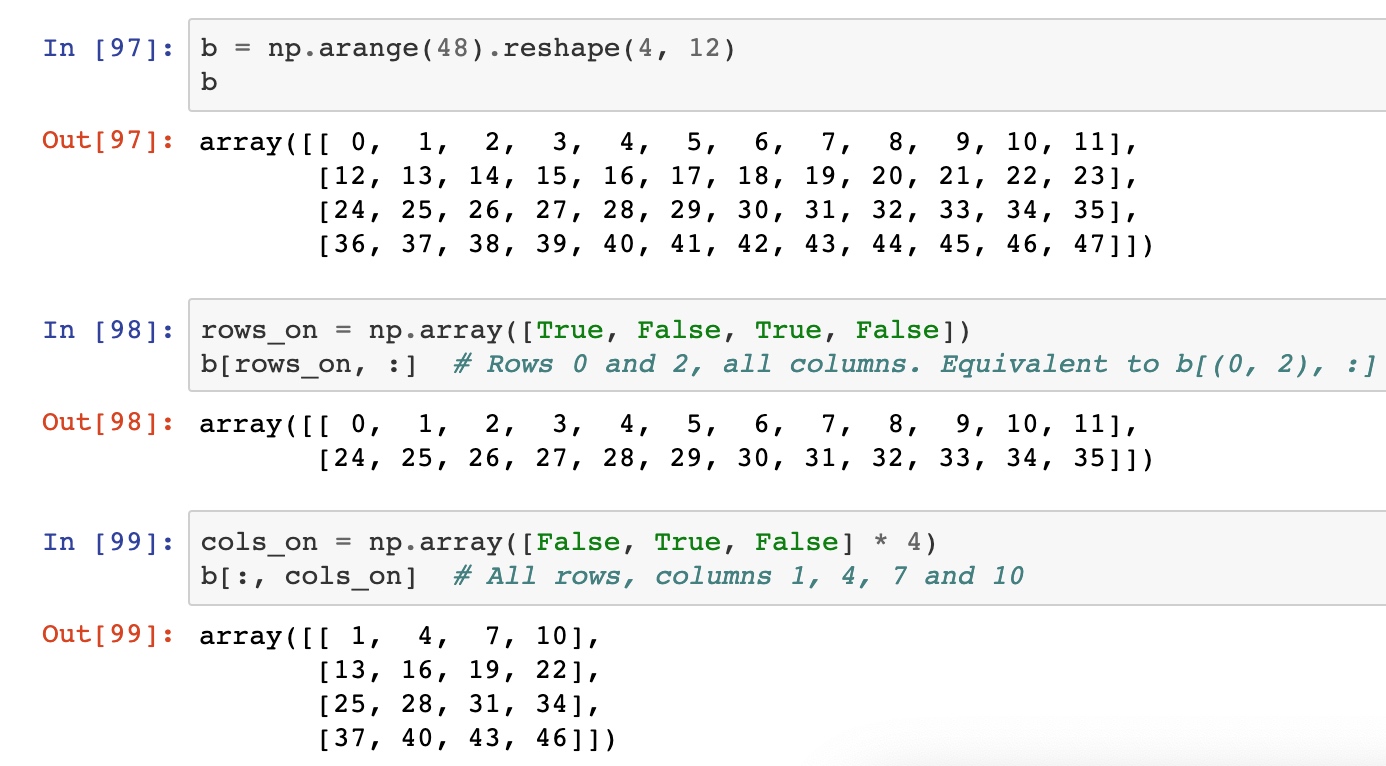 In [97]: b = np.arange(48).reshape(4, 12)
b
Out[97]: array([[ 0,  1,  2,  3,  4,  5,  6,  7,  8,  9, 10, 11],
       [12, 13, 14, 15, 16, 17, 18, 19, 20, 21, 22, 23],
       [24, 25, 26, 27, 28, 29, 30, 31, 32, 33, 34, 35],
       [36, 37, 38, 39, 40, 41, 42, 43, 44, 45, 46, 47]])
In [98]: rows_on = np.array([True, False, True, False])
b[rows_on, :]  # Rows 0 and 2, all columns. Equivalent to b[(0, 2), :]
Out[98]: array([[ 0,  1,  2,  3,  4,  5,  6,  7,  8,  9, 10, 11],
       [24, 25, 26, 27, 28, 29, 30, 31, 32, 33, 34, 35]])
In [99]: cols_on = np.array([False, True, False] * 4)
b[:, cols_on]  # All rows, columns 1, 4, 7 and 10
Out[99]: array([[ 1,  4,  7, 10],
       [13, 16, 19, 22],
       [25, 28, 31, 34],
       [37, 40, 43, 46]])